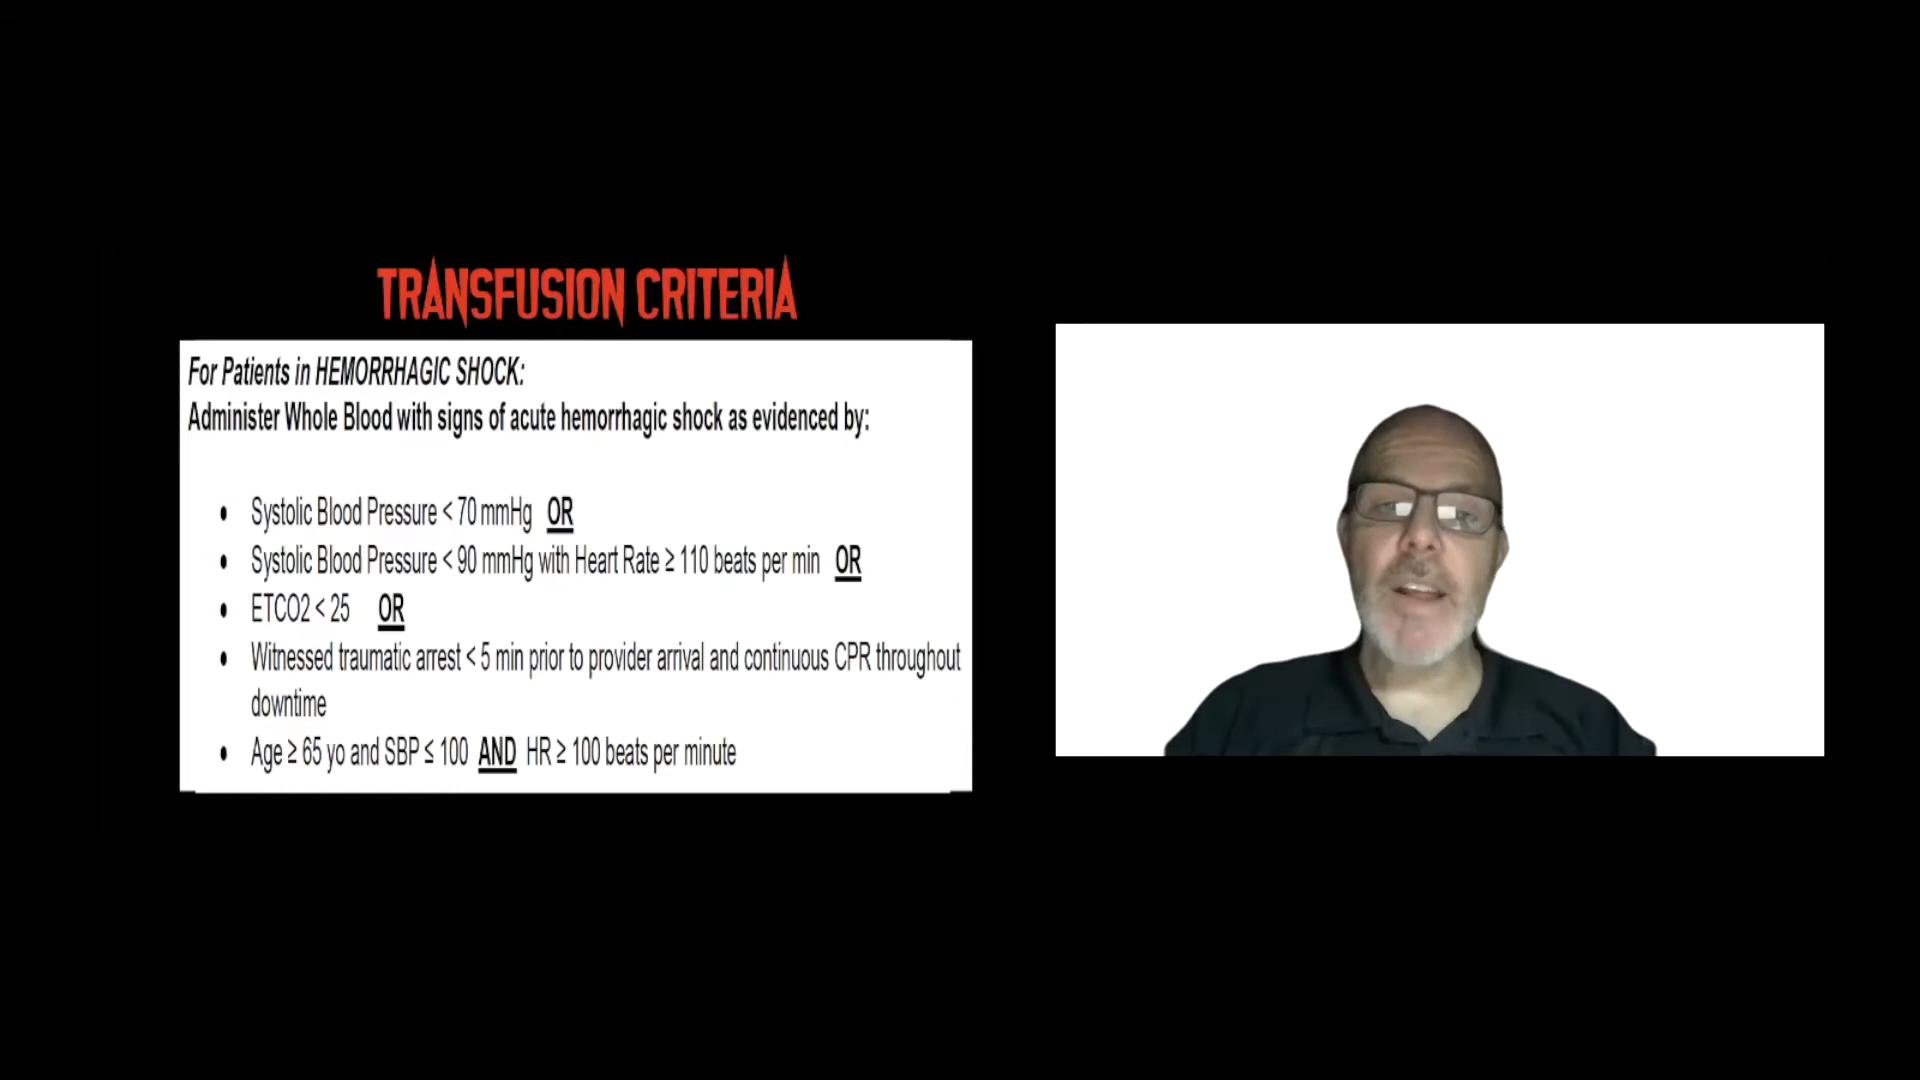 TRANSFUSION CRITERIA
For Patients in HEMORRHAGIC SHOCK:
Administer Whole Blood with signs of acute hemorrhagic shock as evidenced by:
• Systolic Blood Pressure < 70 mmHg OR
• Systolic Blood Pressure < 90 mmHg with Heart Rate ≥ 110 beats per min OR
• ETCO2 < 25 OR
• Witnessed traumatic arrest < 5 min prior to provider arrival and continuous CPR throughout
downtime
• Age ≥ 65 yo and SBP ≤ 100 AND HR ≥ 100 beats per minute